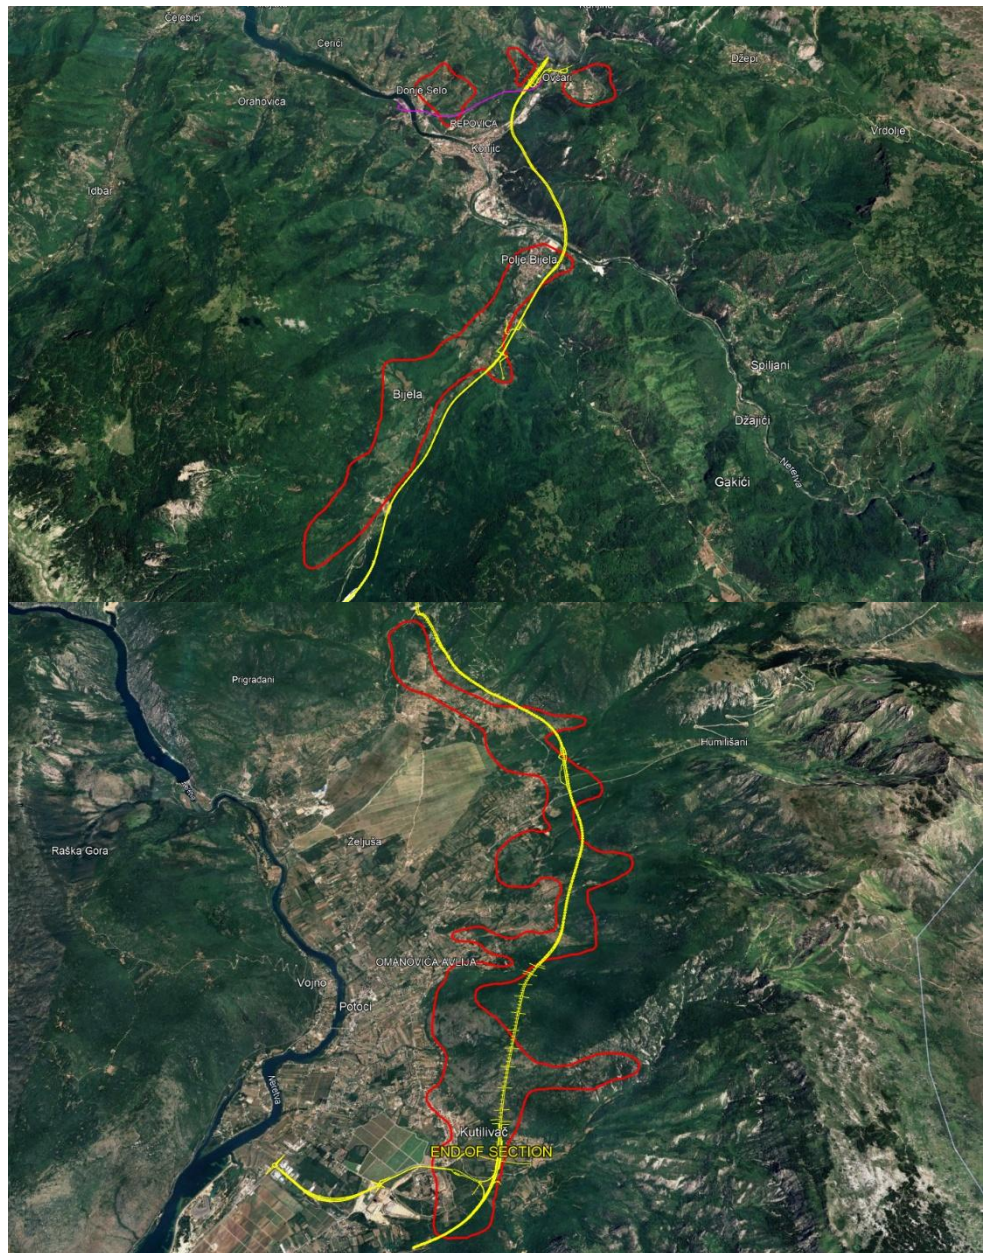 Čelebići
Cerići
Džepi
Ovčari
Donje Selo
Orahovica
REPOVICA
Vrdolje
Konjic
Idbar
Polje Bijela
Spiljani
Bijela
Džajići
Neretva
Gakići
Prigrađani
Humilišani
Željuša
Raška Gora
OMANOVIĆA AVLIJA
Vojno
Potoci
Neretva
Kutilivač
END OF SECTION